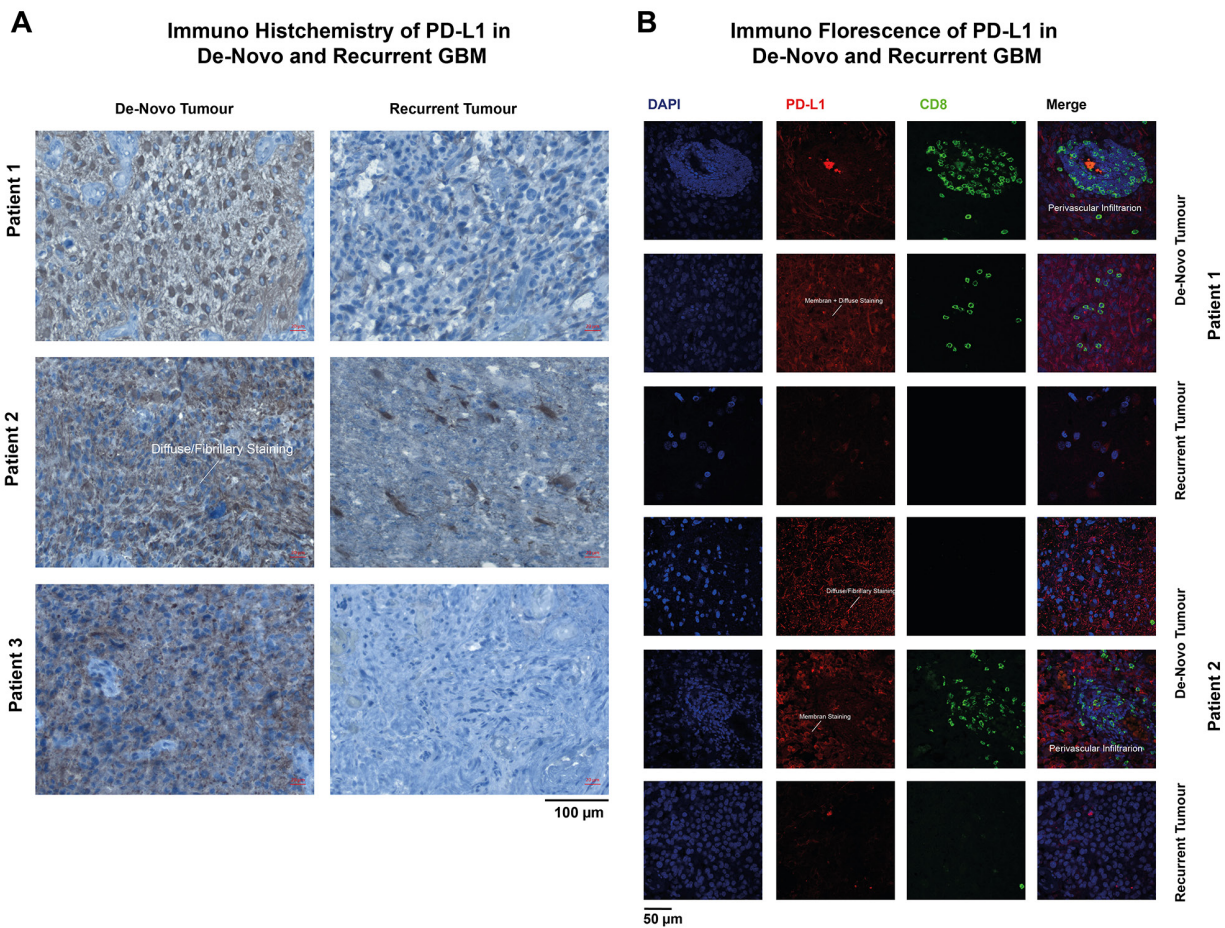 A
Immuno Histchemistry of PD-L1 in
De-Novo and Recurrent GBM
De-Novo Tumour
Recurrent Tumour
Patient 1
Patient 2
Diffuse/Fibrillary Staining
Patient 3
100 µm
B
Immuno Florescence of PD-L1 in
De-Novo and Recurrent GBM
DAPI
PD-L1
CD8
Merge
Perivascular Infiltrarion
De-Novo Tumour
Membran + Diffuse Staining
Patient 1
Recurrent Tumour
Diffuse/Fibrillary Staining
De-Novo Tumour
Membran Staining
Perivascular Infiltrarion
Patient 2
Recurrent Tumour
50 µm